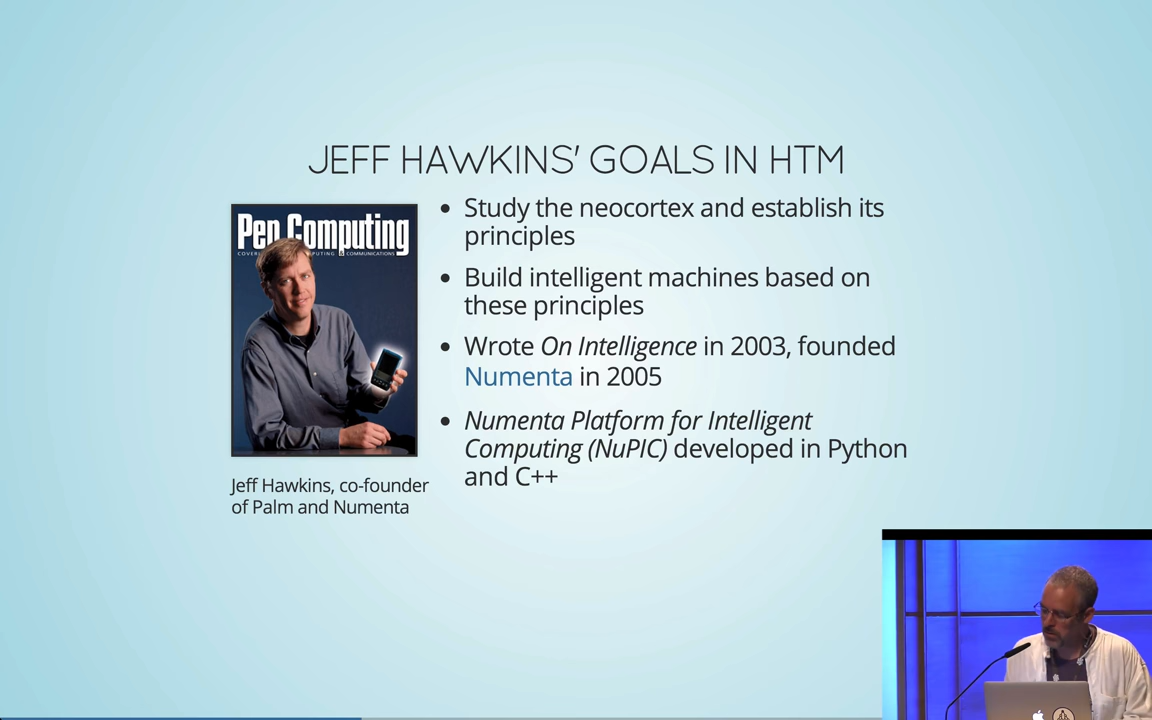 JEFF HAWKINS' GOALS IN HTM
Pen Computing
COMPUTING & COMMUNICATIONS
Jeff Hawkins, co-founder
of Palm and Numenta
• Study the neocortex and establish its
principles
• Build intelligent machines based on
these principles
• Wrote On Intelligence in 2003, founded
Numenta in 2005
• Numenta Platform for Intelligent
Computing (NuPIC) developed in Python
and C++